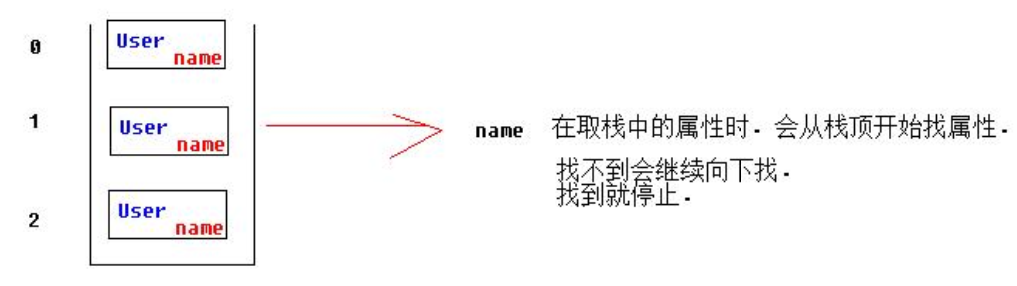 0
User
name
1
User
name
name 在取栈中的属性时.会从栈顶开始找属性.
找不到会继续向下找.
找到就停止.
2
User
name